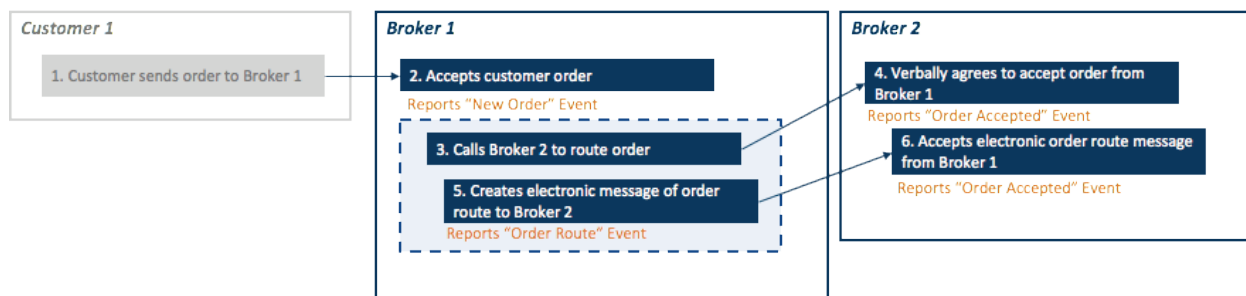 Customer 1
1. Customer sends order to Broker 1
Broker 1
2. Accepts customer order
Reports "New Order" Event
3. Calls Broker 2 to route order
5. Creates electronic message of order
route to Broker 2
Reports "Order Route" Event
Broker 2
4. Verbally agrees to accept order from
Broker 1
Reports "Order Accepted" Event
6. Accepts electronic order route message
from Broker 1
Reports "Order Accepted" Event